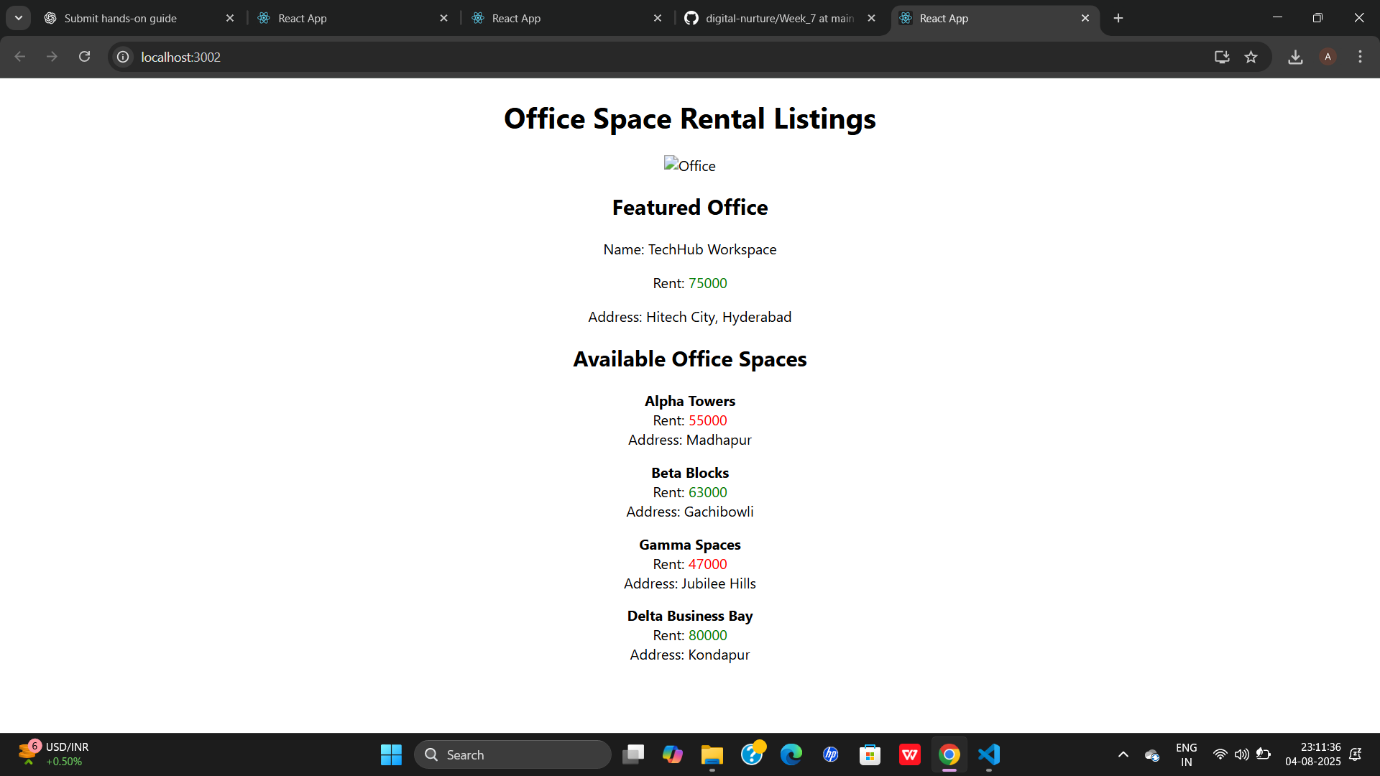 Submit hands-on guide
React App
React App
digital-nurture/Week_7 at main
React App
localhost:3002
A
Office Space Rental Listings
Office
Featured Office
Name: TechHub Workspace
Rent: 75000
Address: Hitech City, Hyderabad
Available Office Spaces
Alpha Towers
Rent: 55000
Address: Madhapur
Beta Blocks
Rent: 63000
Address: Gachibowli
Gamma Spaces
Rent: 47000
Address: Jubilee Hills
Delta Business Bay
Rent: 80000
Address: Kondapur
6
USD/INR
+0.50%
Search
hp
W
ENG
IN
23:11:36
04-08-2025